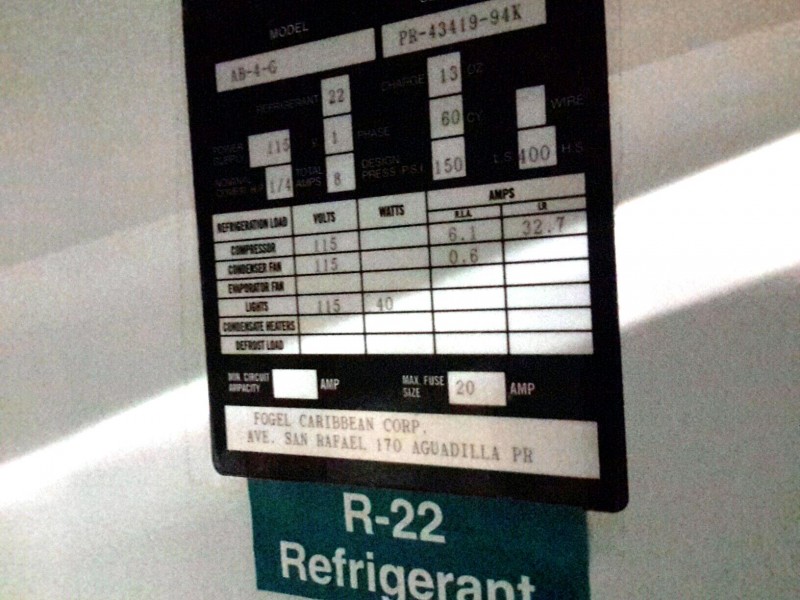 MODEL
AB-4-G PR-43419-94K
REFRIGERANT 22 CHARGE 13 OZ
POWER SUPPLY 115 V. 1 PHASE 60 CY WIRE
NOMINAL H.P. 1/4 TOTAL AMPS 8 DESIGN PRESS P.S.I. 150 L.S. 400 H.S.
REFRIGERATION LOAD VOLTS WATTS AMPS
R.L.A. LR
COMPRESSOR 115 6.1 32.7
CONDENSER FAN 115 0.6
EVAPORATOR FAN
LIGHTS 115 40
CONDENSATE HEATERS
DEFROST LOAD
MIN. CIRCUIT AMPACITY AMP MAX. FUSE SIZE 20 AMP
FOGEL CARIBBEAN CORP.
AVE. SAN RAFAEL 170 AGUADILLA PR
R-22
Refrigerant